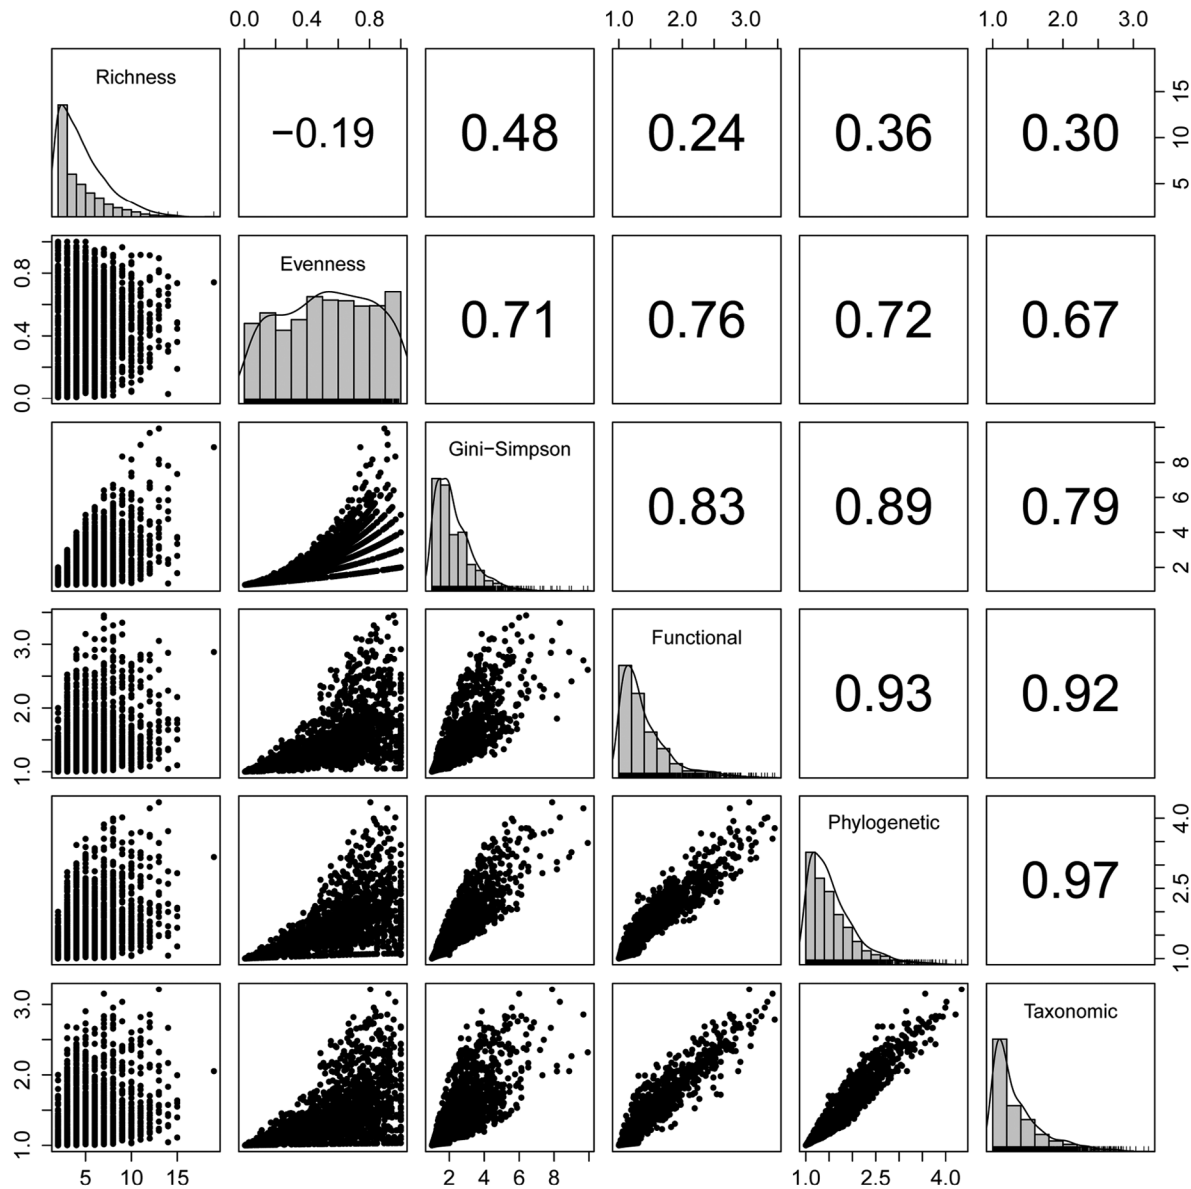 0.0 0.4 0.8 1.0 2.0 3.0 1.0 2.0 3.0
Richness −0.19 0.48 0.24 0.36 0.30 5 10 15
0.0 0.4 0.8 Evenness 0.71 0.76 0.72 0.67
Gini−Simpson 0.83 0.89 0.79 2 4 6 8
1.0 2.0 3.0 Functional 0.93 0.92
Phylogenetic 0.97 1.0 2.5 4.0
1.0 2.0 3.0 Taxonomic
5 10 15 2 4 6 8 1.0 2.5 4.0